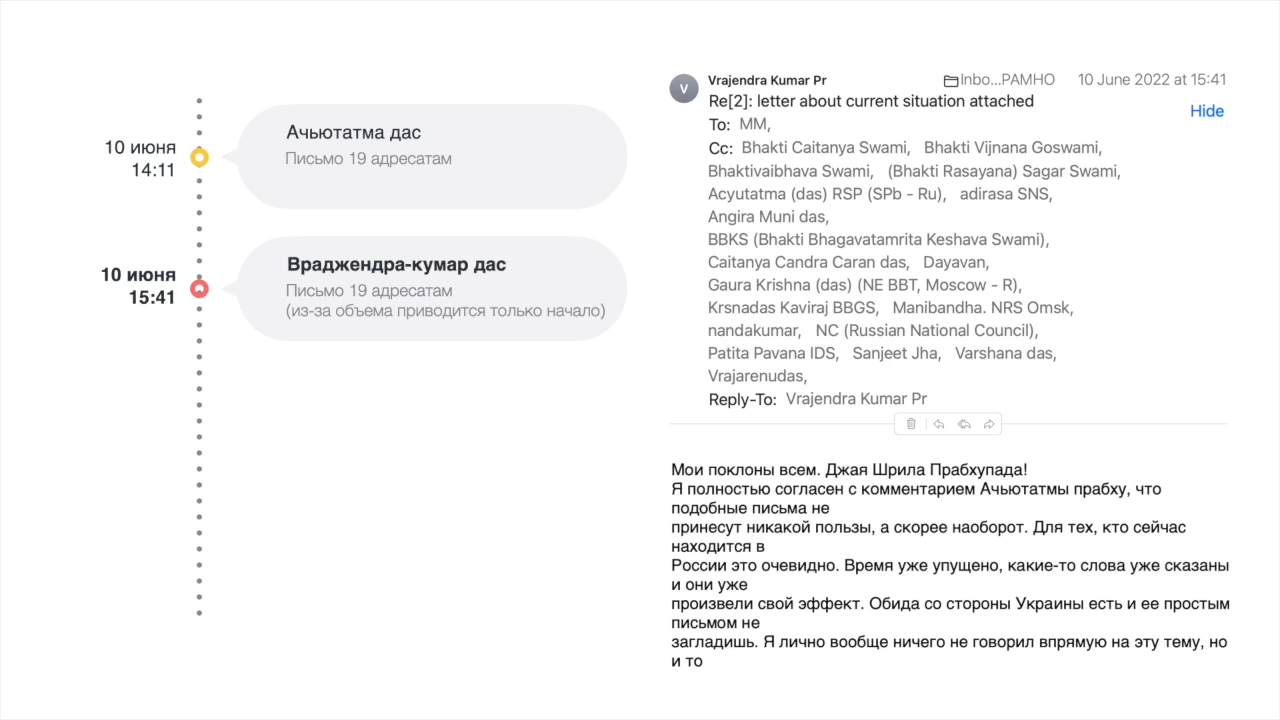 10 июня
14:11
Ачьютатма дас
Письмо 19 адресатам
10 июня
15:41
Враджендра-кумар дас
Письмо 19 адресатам
(из-за объема приводится только начало)
V
Vrajendra Kumar Pr
Inbo...PAMHO 10 June 2022 at 15:41
Re[2]: letter about current situation attached
Hide
To: MM,
Cc: Bhakti Caitanya Swami, Bhakti Vijnana Goswami,
Bhaktivaibhava Swami, (Bhakti Rasayana) Sagar Swami,
Acyutatma (das) RSP (SPb - Ru), adirasa SNS,
Angira Muni das,
BBKS (Bhakti Bhagavatamrita Keshava Swami),
Caitanya Candra Caran das, Dayavan,
Gaura Krishna (das) (NE BBT, Moscow - R),
Krsnadas Kaviraj BBGS, Manibandha. NRS Omsk,
nandakumar, NC (Russian National Council),
Patita Pavana IDS, Sanjeet Jha, Varshana das,
Vrajarenudas,
Reply-To: Vrajendra Kumar Pr
Мои поклоны всем. Джая Шрила Прабхупада!
Я полностью согласен с комментарием Ачьютатмы прабху, что
подобные письма не
принесут никакой пользы, а скорее наоборот. Для тех, кто сейчас
находится в
России это очевидно. Время уже упущено, какие-то слова уже сказаны
и они уже
произвели свой эффект. Обида со стороны Украины есть и ее простым
письмом не
загладишь. Я лично вообще ничего не говорил впрямую на эту тему, но
и то